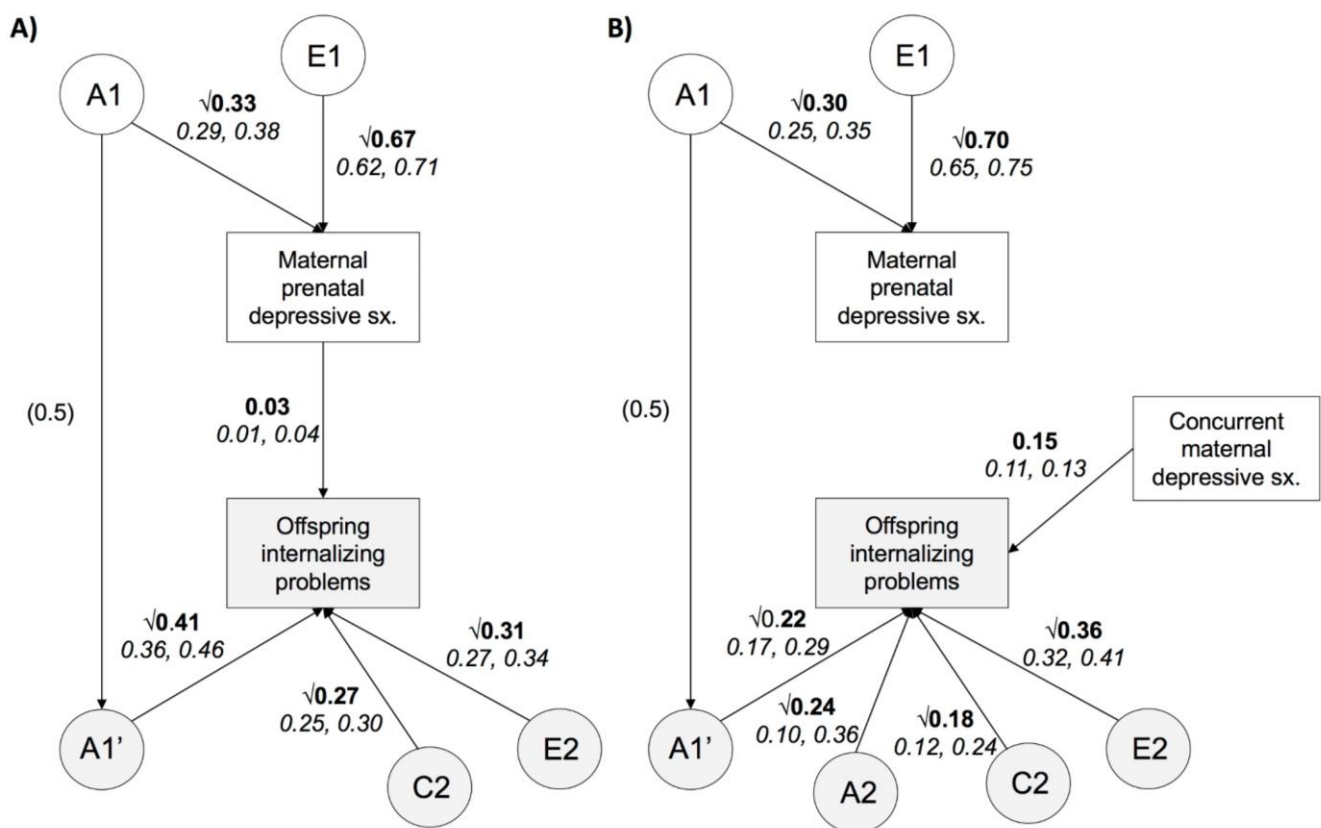 A)
E1
A1
√0.33
0.29, 0.38
√0.67
0.62, 0.71
Maternal
prenatal
depressive sx.
(0.5)
0.03
0.01, 0.04
Offspring
internalizing
problems
√0.41
0.36, 0.46
√0.31
0.27, 0.34
√0.27
0.25, 0.30
A1’
C2
E2
B)
E1
A1
√0.30
0.25, 0.35
√0.70
0.65, 0.75
Maternal
prenatal
depressive sx.
(0.5)
Concurrent
maternal
depressive sx.
0.15
0.11, 0.13
Offspring
internalizing
problems
√0.22
0.17, 0.29
√0.36
0.32, 0.41
√0.24
0.10, 0.36
√0.18
0.12, 0.24
A1’
A2
C2
E2